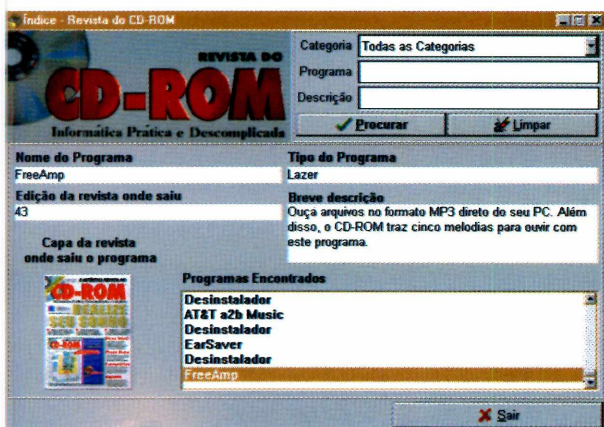 Índice - Revista do CD-ROM
REVISTA DO
CD-ROM
Informática Prática e Descomplicada
Categoria Todas as Categorias
Programa
Descrição
Procurar Limpar
Nome do Programa
FreeAmp
Tipo do Programa
Lazer
Edição da revista onde saiu
43
Breve descrição
Ouça arquivos no formato MP3 direto do seu PC. Além
disso, o CD-ROM traz cinco melodias para ouvir com
este programa.
Capa da revista
onde saiu o programa
CD-ROM
REALIZE
SEU SONHO
Programas Encontrados
Desinstalador
AT&T a2b Music
Desinstalador
EarSaver
Desinstalador
FreeAmp
Sair